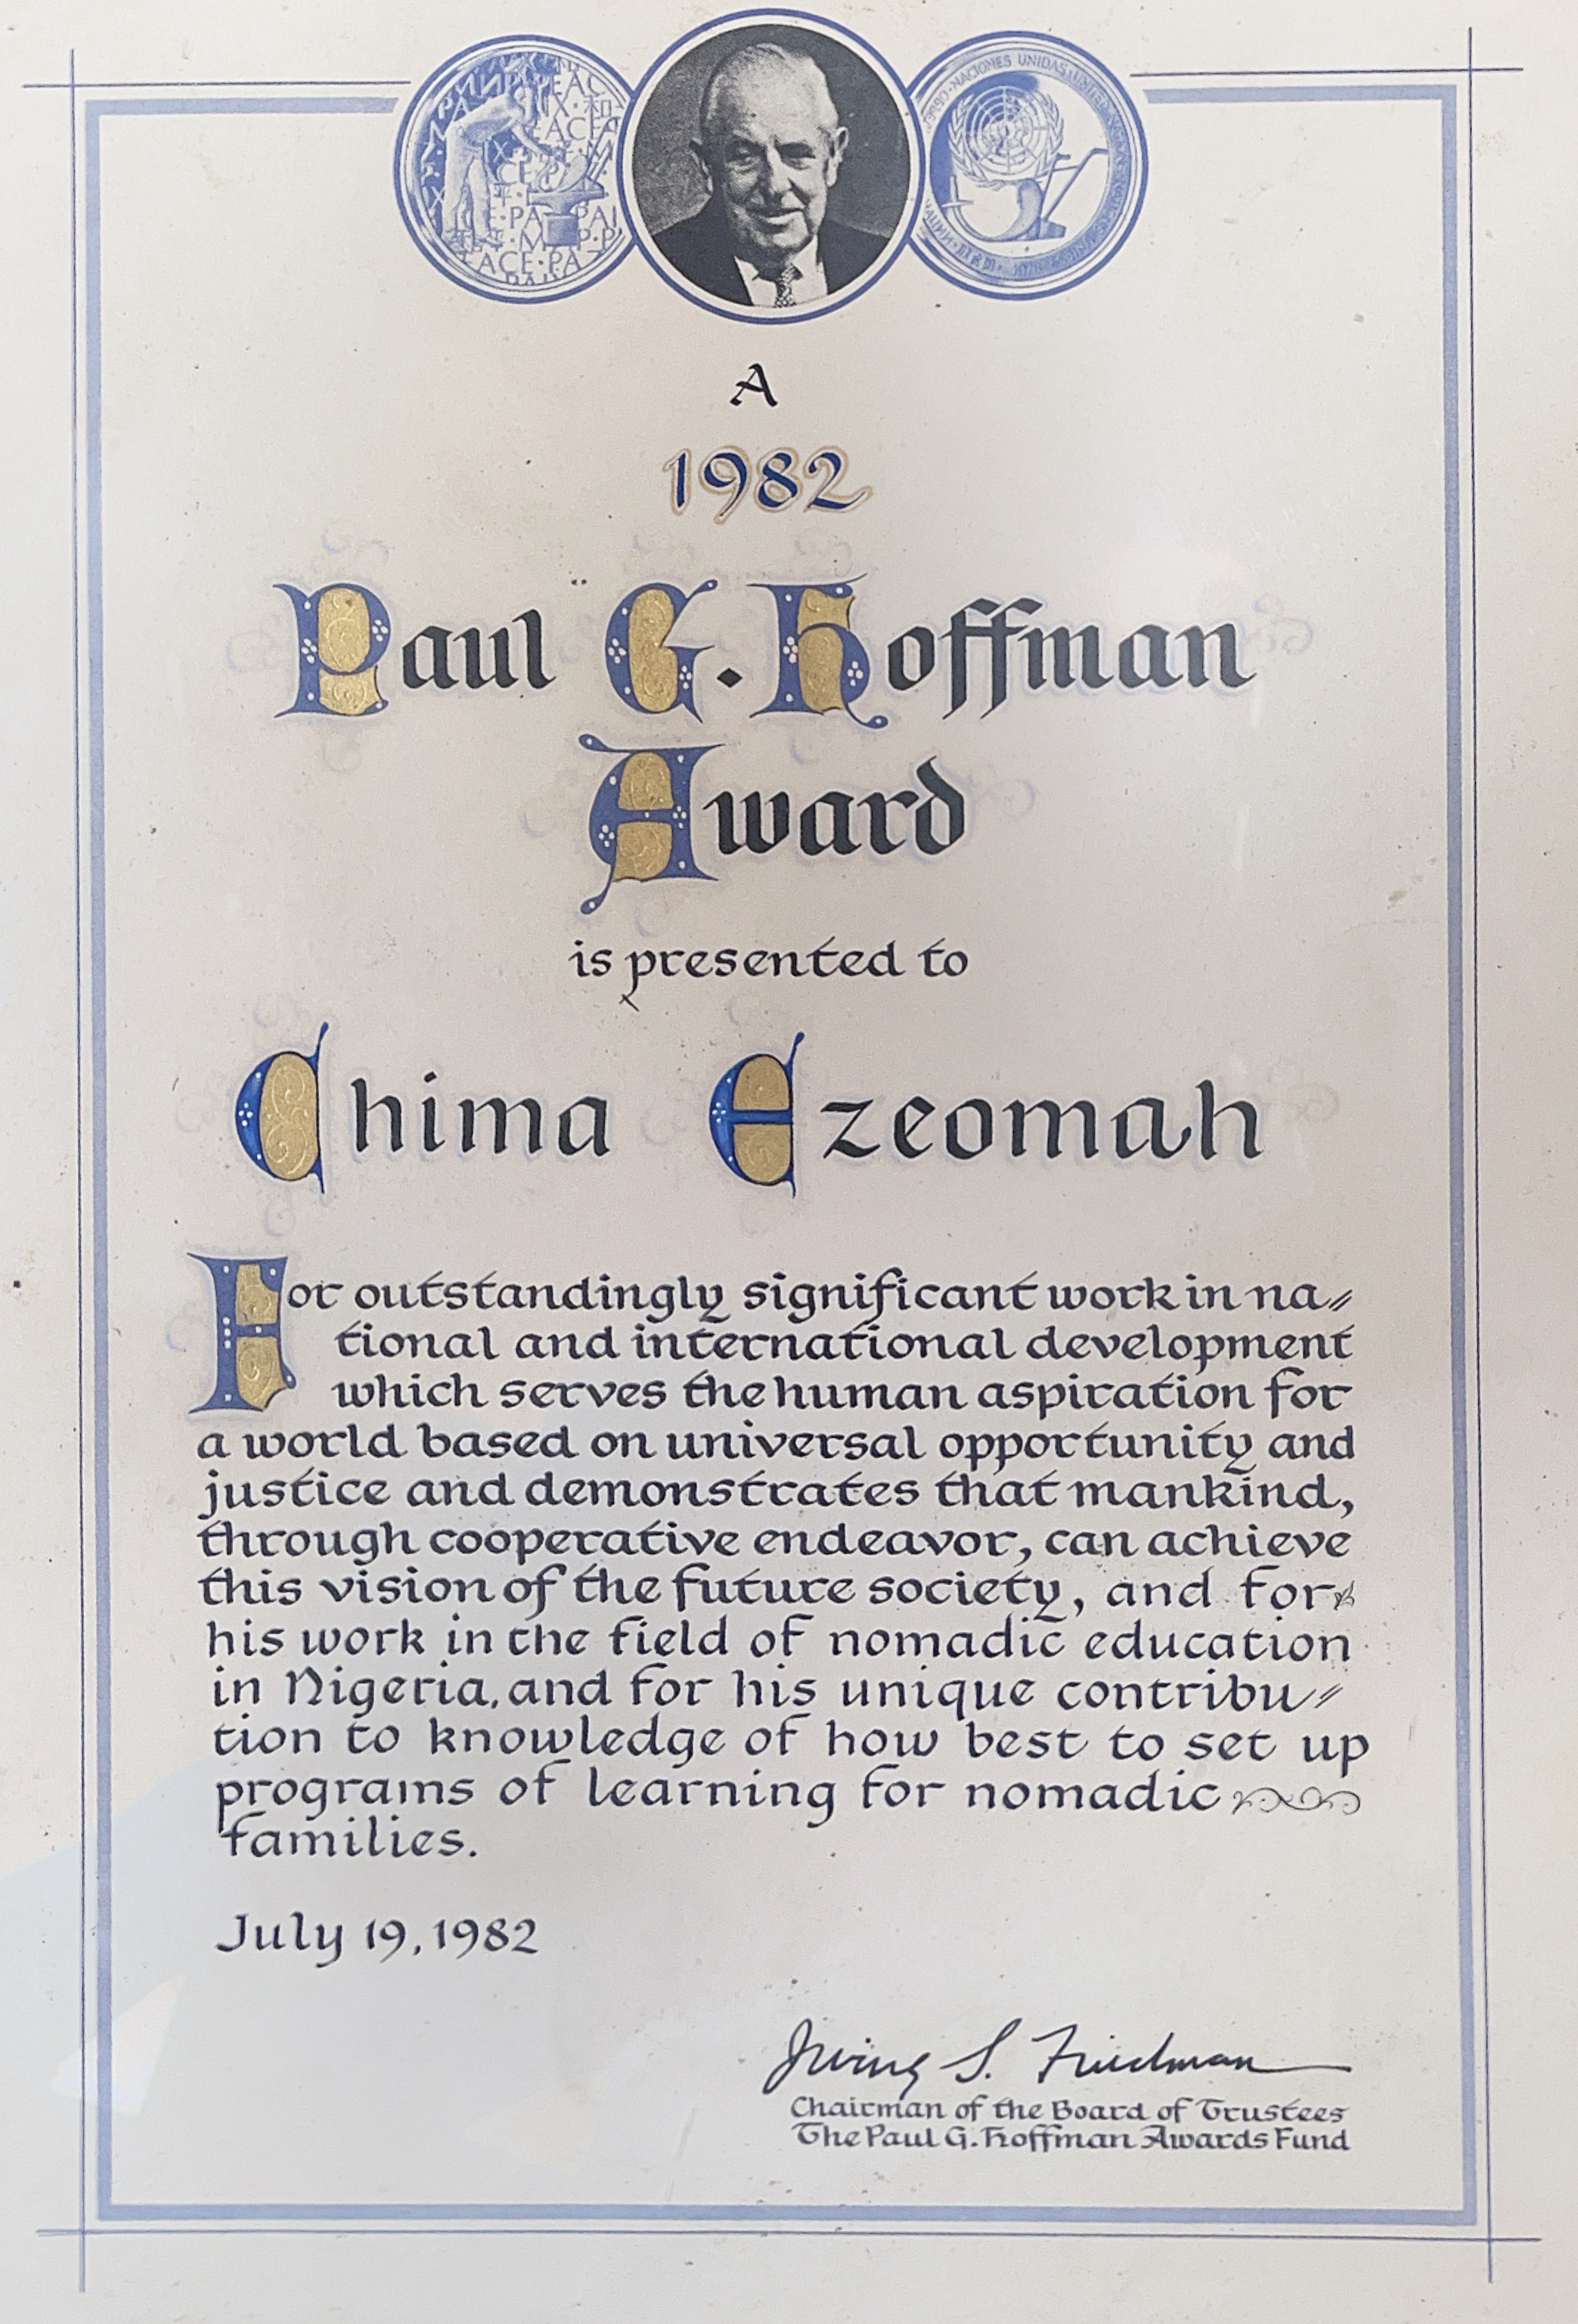 A
1982
Paul G. Hoffman
Award
is presented to
Chima Ezeomah
For outstandingly significant work in na〃
tional and international development
which serves the human aspiration for
a world based on universal opportunity and
justice and demonstrates that mankind,
through cooperative endeavor, can achieve
this vision of the future society, and for
his work in the field of nomadic education
in Nigeria, and for his unique contribu〃
tion to knowledge of how best to set up
programs of learning for nomadic
families.
July 19, 1982
Irving S. Friedman
Chairman of the Board of Trustees
The Paul G. Hoffman Awards Fund
NACIONES UNIDAS